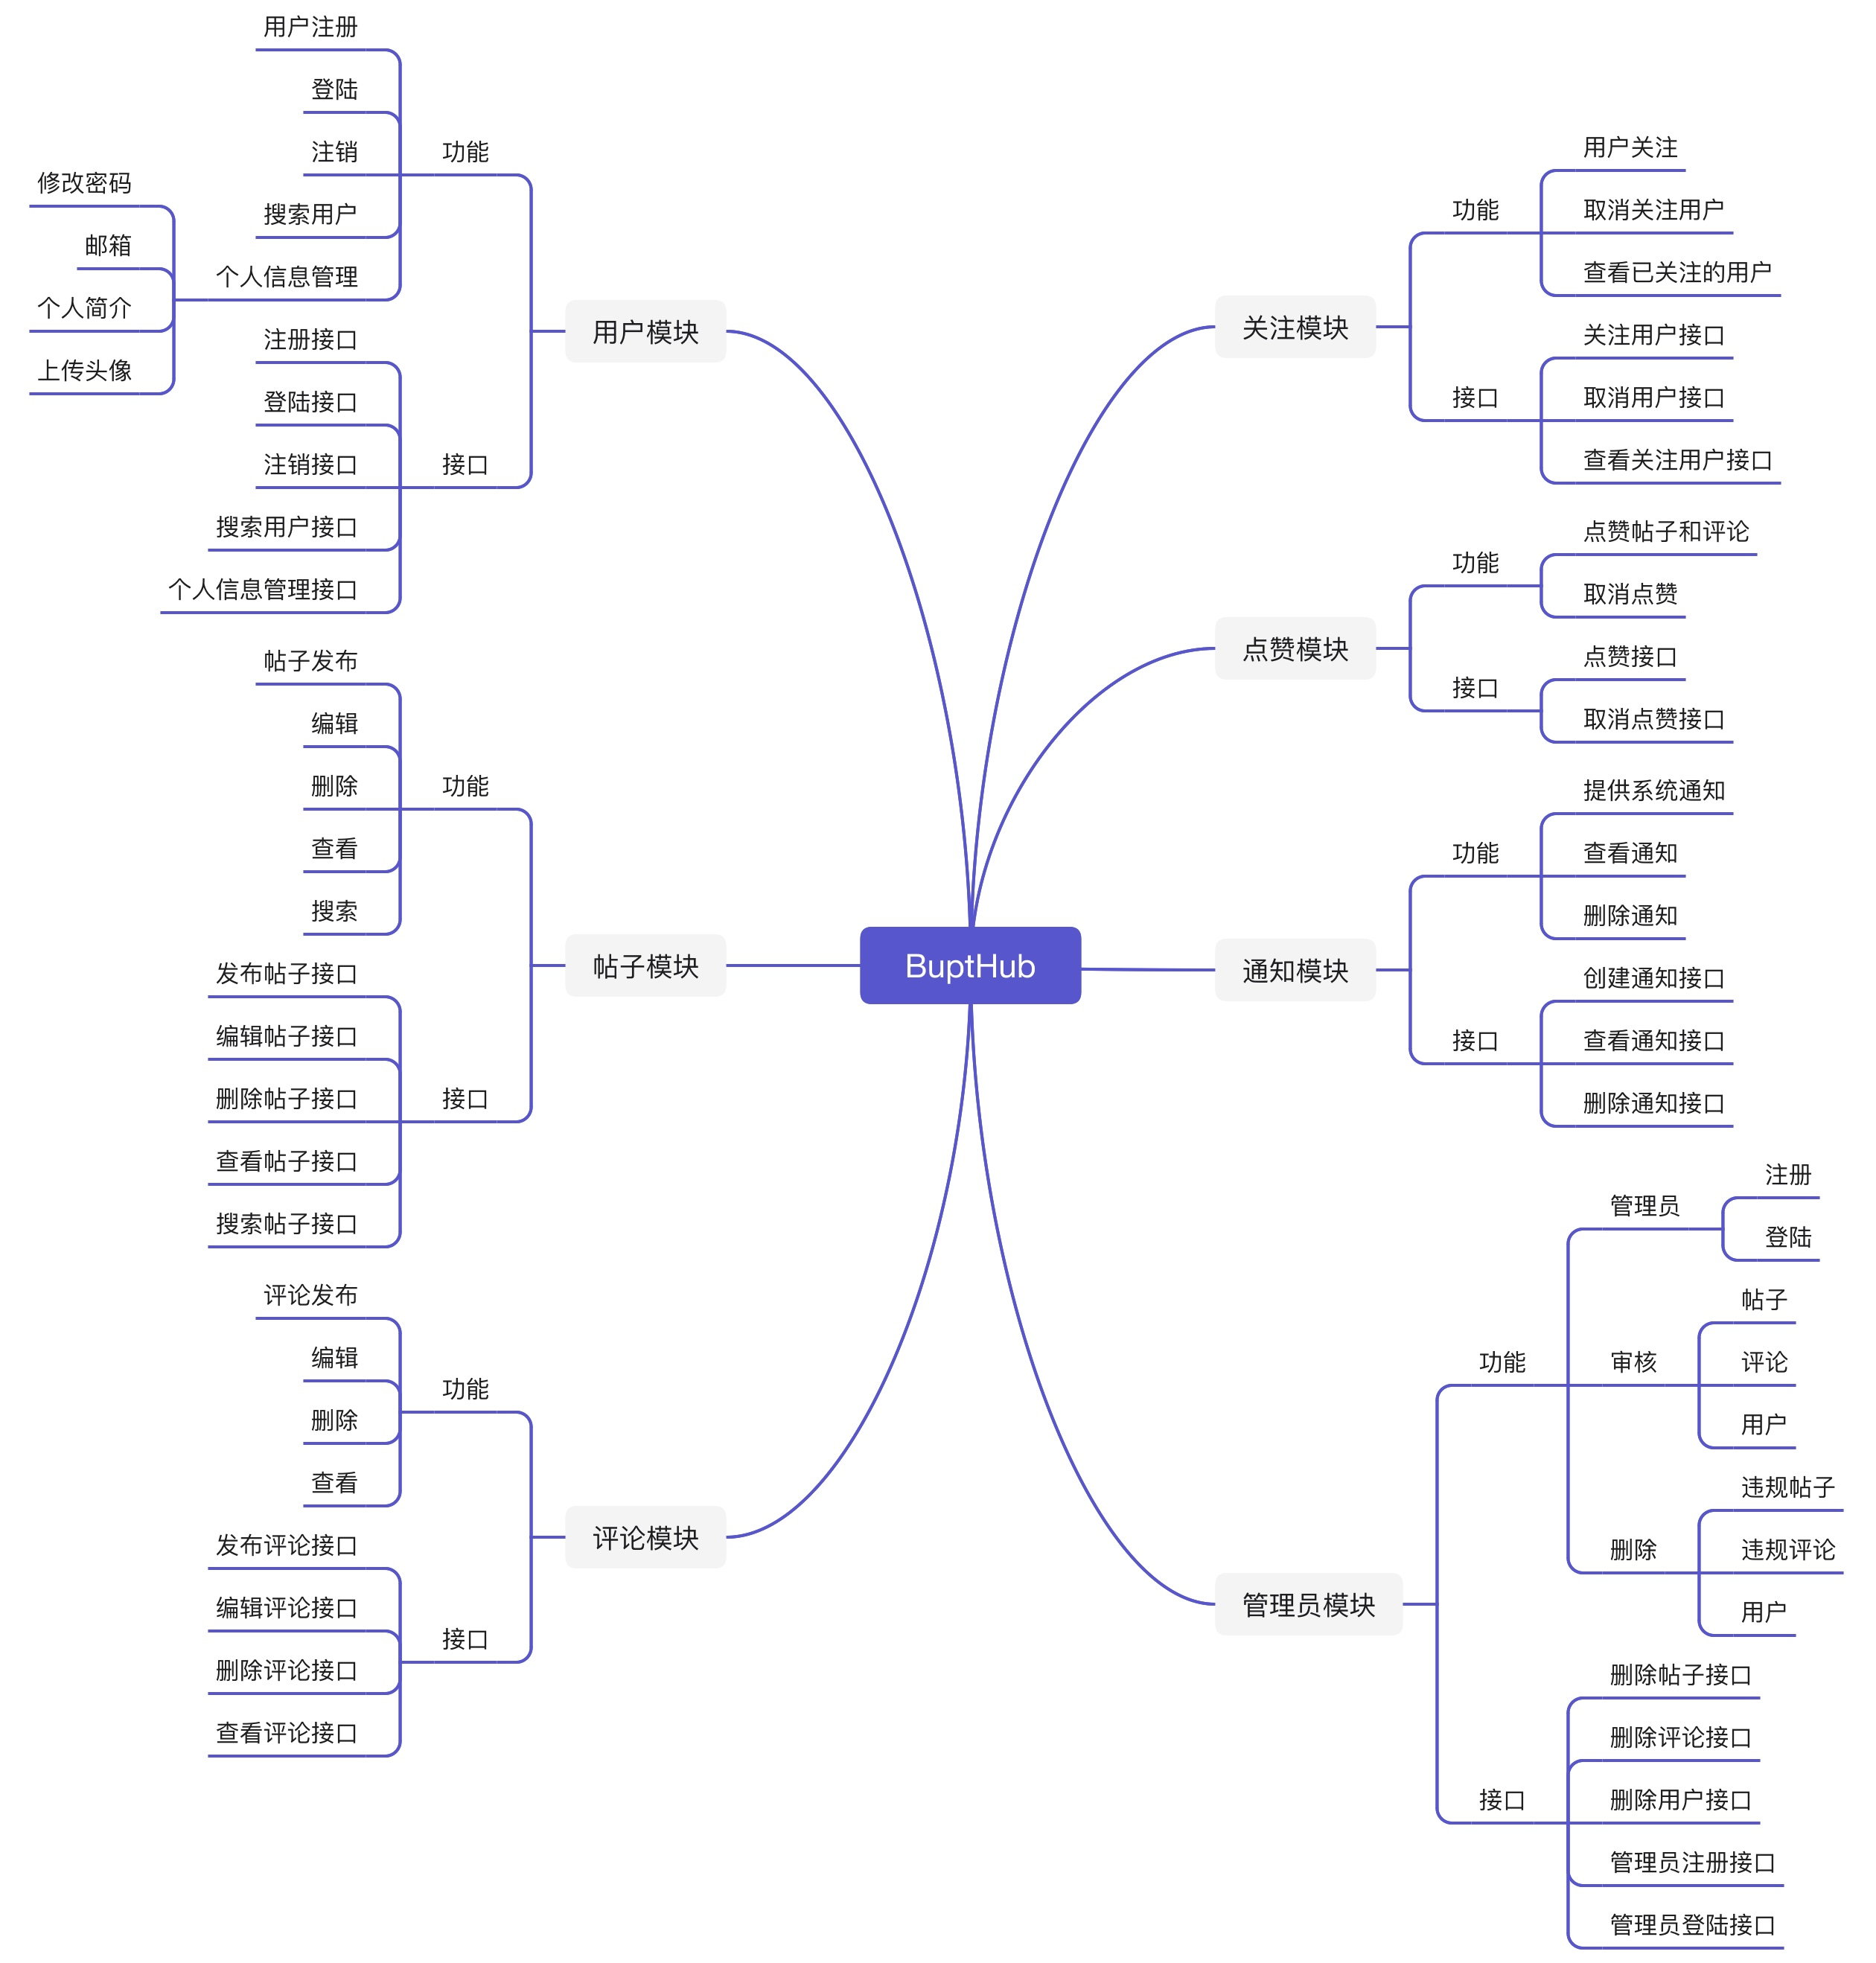 BuptHub
用户模块
功能
用户注册
登陆
注销
搜索用户
个人信息管理
修改密码
邮箱
个人简介
上传头像
接口
注册接口
登陆接口
注销接口
搜索用户接口
个人信息管理接口
帖子模块
功能
帖子发布
编辑
删除
查看
搜索
接口
发布帖子接口
编辑帖子接口
删除帖子接口
查看帖子接口
搜索帖子接口
评论模块
功能
评论发布
编辑
删除
查看
接口
发布评论接口
编辑评论接口
删除评论接口
查看评论接口
关注模块
功能
用户关注
取消关注用户
查看已关注的用户
接口
关注用户接口
取消用户接口
查看关注用户接口
点赞模块
功能
点赞帖子和评论
取消点赞
接口
点赞接口
取消点赞接口
通知模块
功能
提供系统通知
查看通知
删除通知
接口
创建通知接口
查看通知接口
删除通知接口
管理员模块
功能
管理员
注册
登陆
审核
帖子
评论
用户
删除
违规帖子
违规评论
用户
接口
删除帖子接口
删除评论接口
删除用户接口
管理员注册接口
管理员登陆接口